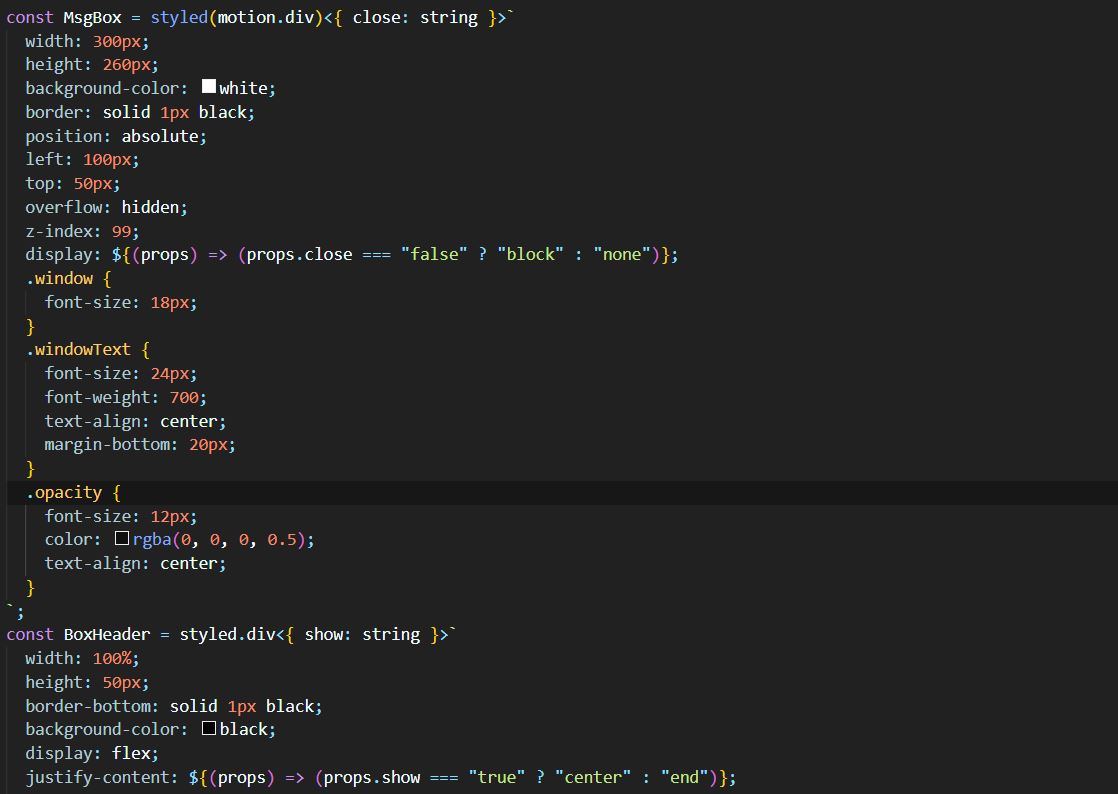 const MsgBox = styled(motion.div)<{ close: string }>`
  width: 300px;
  height: 260px;
  background-color: white;
  border: solid 1px black;
  position: absolute;
  left: 100px;
  top: 50px;
  overflow: hidden;
  z-index: 99;
  display: ${(props) => (props.close === "false" ? "block" : "none")};
  .window {
    font-size: 18px;
  }
  .windowText {
    font-size: 24px;
    font-weight: 700;
    text-align: center;
    margin-bottom: 20px;
  }
  .opacity {
    font-size: 12px;
    color: rgba(0, 0, 0, 0.5);
    text-align: center;
  }
`;
const BoxHeader = styled.div<{ show: string }>`
  width: 100%;
  height: 50px;
  border-bottom: solid 1px black;
  background-color: black;
  display: flex;
  justify-content: ${(props) => (props.show === "true" ? "center" : "end")};